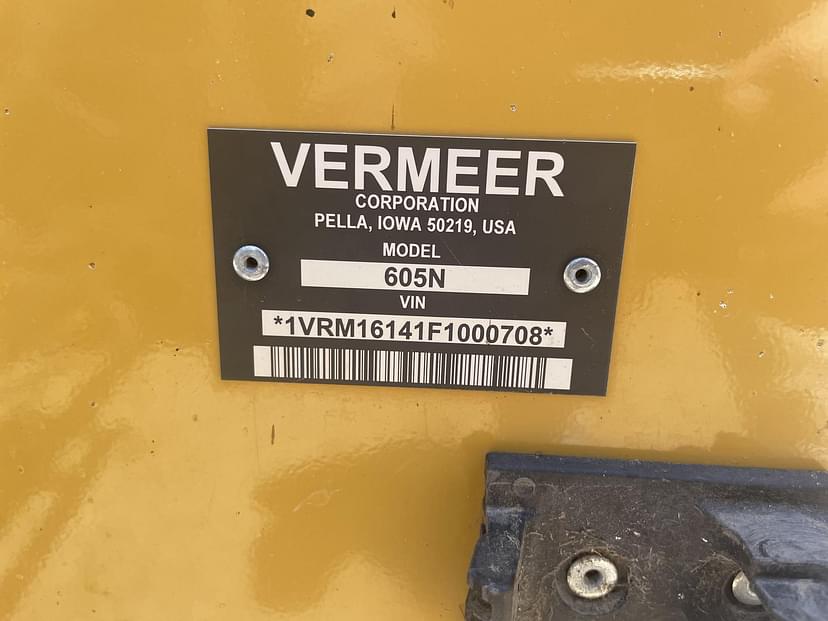 VERMEER
CORPORATION
PELLA, IOWA 50219, USA
MODEL
605N
VIN
*1VRM16141F1000708*